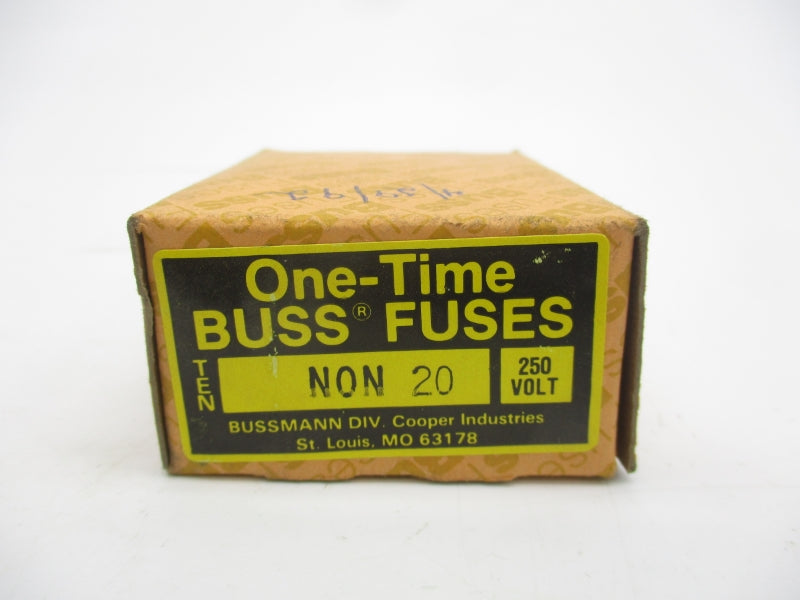 One-Time
BUSS® FUSES
TEN
NON 20
250
VOLT
BUSSMANN DIV. Cooper Industries
St. Louis, MO 63178